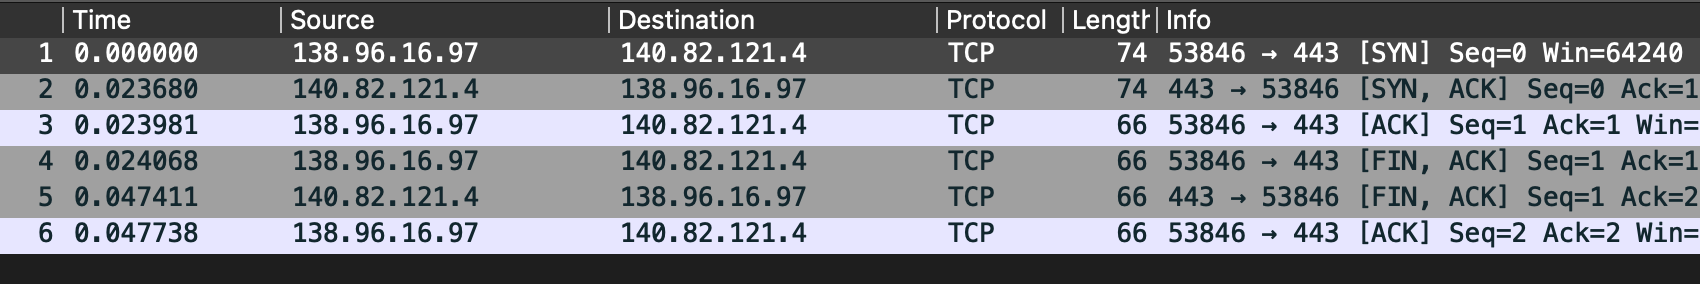 Time Source Destination Protocol Length Info
1 0.000000 138.96.16.97 140.82.121.4 TCP 74 53846 → 443 [SYN] Seq=0 Win=64240
2 0.023680 140.82.121.4 138.96.16.97 TCP 74 443 → 53846 [SYN, ACK] Seq=0 Ack=1
3 0.023981 138.96.16.97 140.82.121.4 TCP 66 53846 → 443 [ACK] Seq=1 Ack=1 Win=
4 0.024068 138.96.16.97 140.82.121.4 TCP 66 53846 → 443 [FIN, ACK] Seq=1 Ack=1
5 0.047411 140.82.121.4 138.96.16.97 TCP 66 443 → 53846 [FIN, ACK] Seq=1 Ack=2
6 0.047738 138.96.16.97 140.82.121.4 TCP 66 53846 → 443 [ACK] Seq=2 Ack=2 Win=